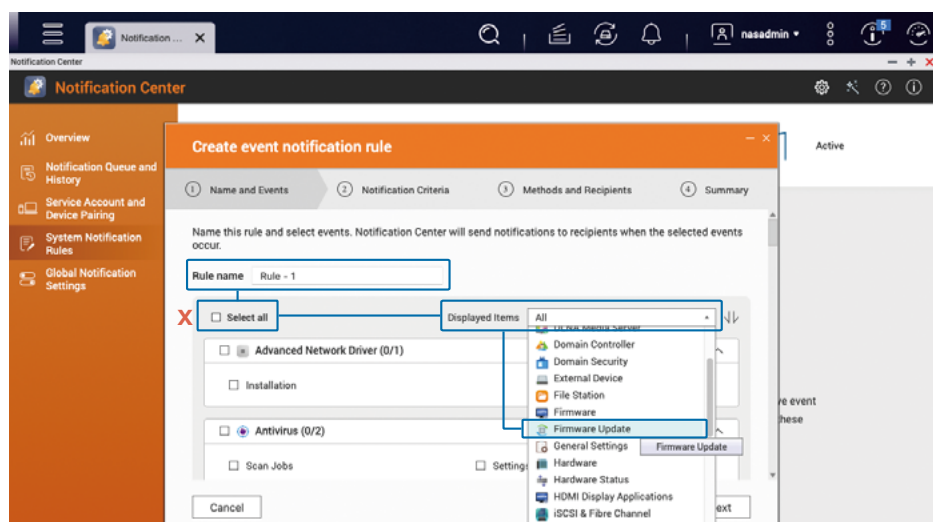 Notification ... X
nasadmin
5
Notification Center
Notification Center
Overview
Notification Queue and
History
Service Account and
Device Pairing
System Notification
Rules
Global Notification
Settings
Active
Create event notification rule
1 Name and Events
2 Notification Criteria
3 Methods and Recipients
4 Summary
Name this rule and select events. Notification Center will send notifications to recipients when the selected events
occur.
Rule name Rule - 1
X Select all
Displayed Items All
DLNA Media Server
Advanced Network Driver (0/1)
Installation
Antivirus (0/2)
Scan Jobs
Domain Controller
Domain Security
External Device
File Station
Firmware
Firmware Update
General Settings
Firmware Update
Hardware
Hardware Status
HDMI Display Applications
iSCSI & Fibre Channel
Cancel